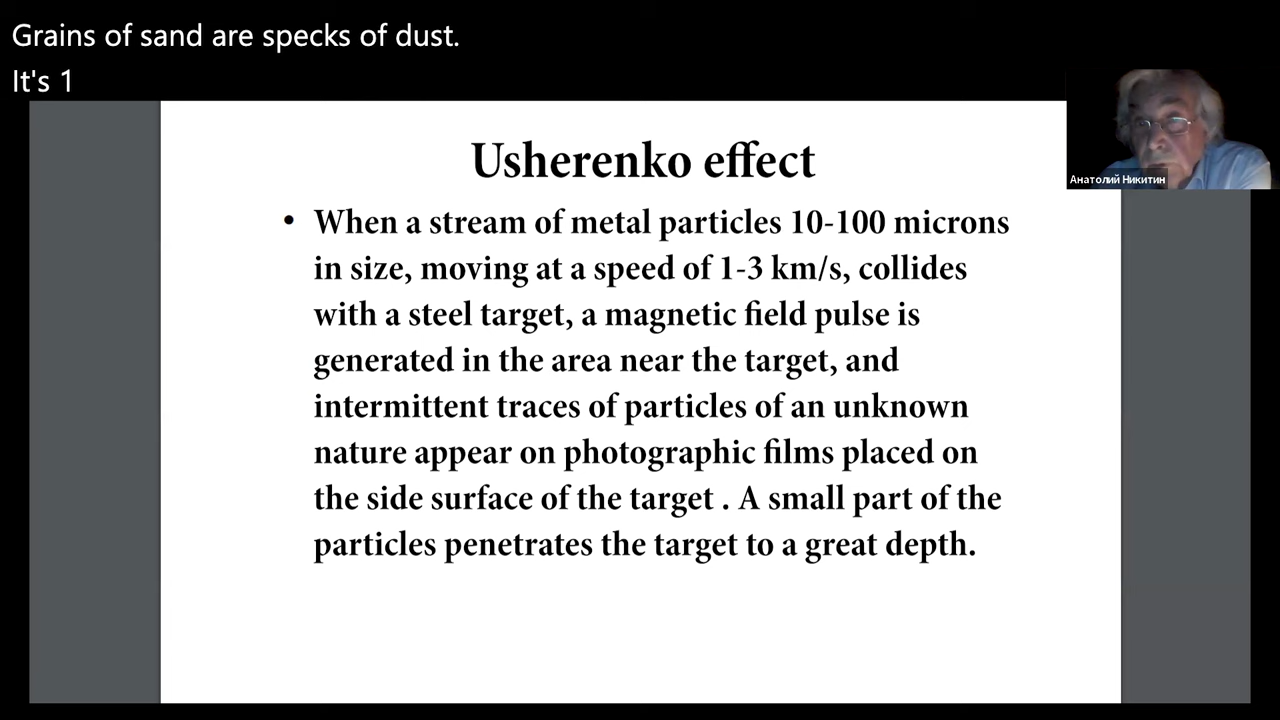 Grains of sand are specks of dust.
It's 1
Usherenko effect
Анатолий Никитин
• When a stream of metal particles 10-100 microns
in size, moving at a speed of 1-3 km/s, collides
with a steel target, a magnetic field pulse is
generated in the area near the target, and
intermittent traces of particles of an unknown
nature appear on photographic films placed on
the side surface of the target . A small part of the
particles penetrates the target to a great depth.